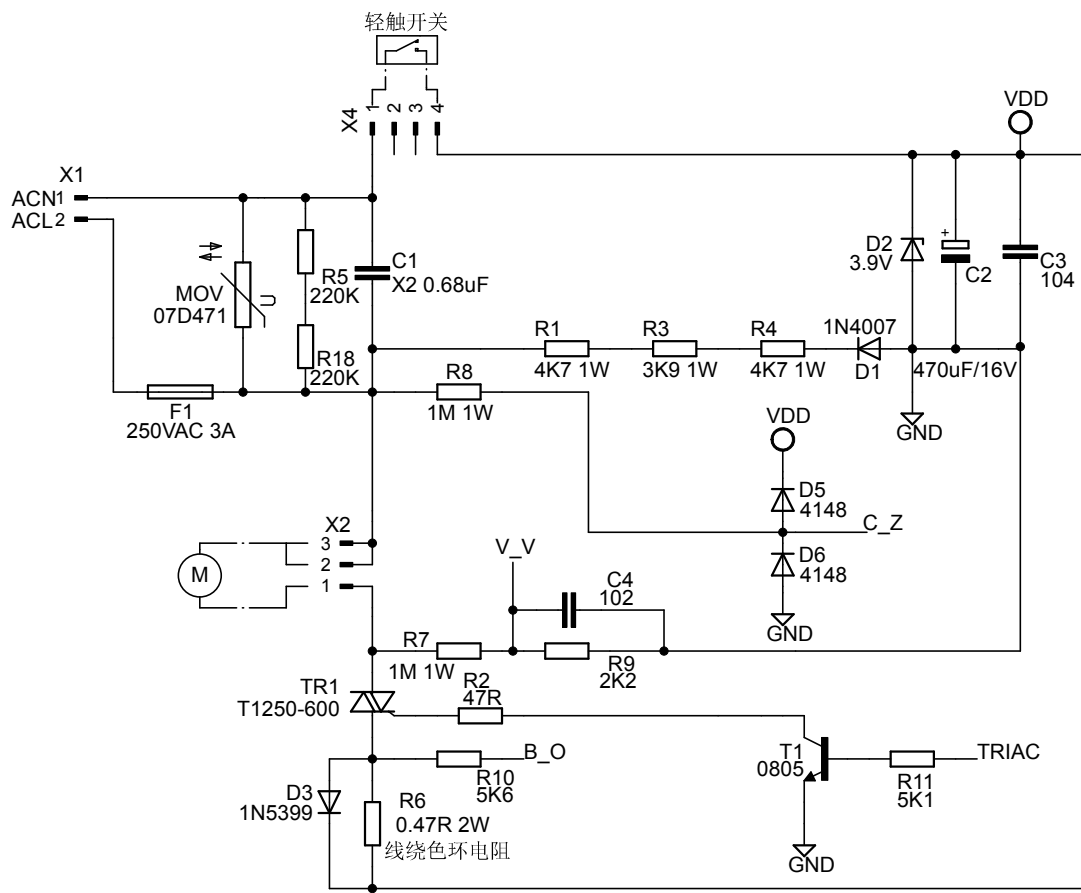 轻触开关
X4
1
2
3
4
VDD
X1
ACN1
ACL2
C1
X2 0.68uF
D2
3.9V
+
C2
C3
104
MOV
07D471
U
R5
220K
R18
220K
R1
4K7 1W
R3
3K9 1W
R4
4K7 1W
1N4007
D1
470uF/16V
R8
1M 1W
F1
250VAC 3A
GND
VDD
D5
4148
C_Z
D6
4148
GND
X2
3
2
1
M
V_V
C4
102
R7
1M 1W
R9
2K2
TR1
T1250-600
R2
47R
T1
0805
TRIAC
R11
5K1
B_O
R10
5K6
D3
1N5399
R6
0.47R 2W
线绕色环电阻
GND